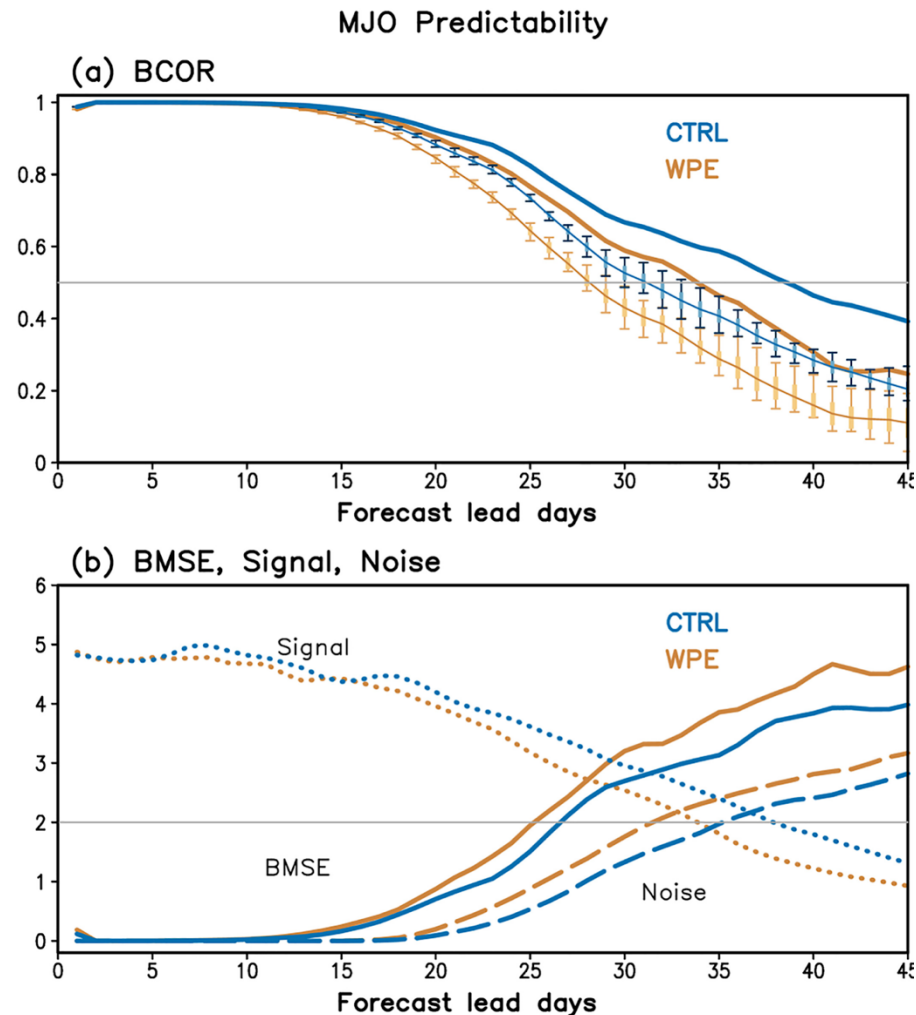 MJO Predictability
(a) BCOR
CTRL
WPE
1
0.8
0.6
0.4
0.2
0
0 5 10 15 20 25 30 35 40 45
Forecast lead days
(b) BMSE, Signal, Noise
CTRL
WPE
Signal
BMSE
Noise
6
5
4
3
2
1
0
0 5 10 15 20 25 30 35 40 45
Forecast lead days